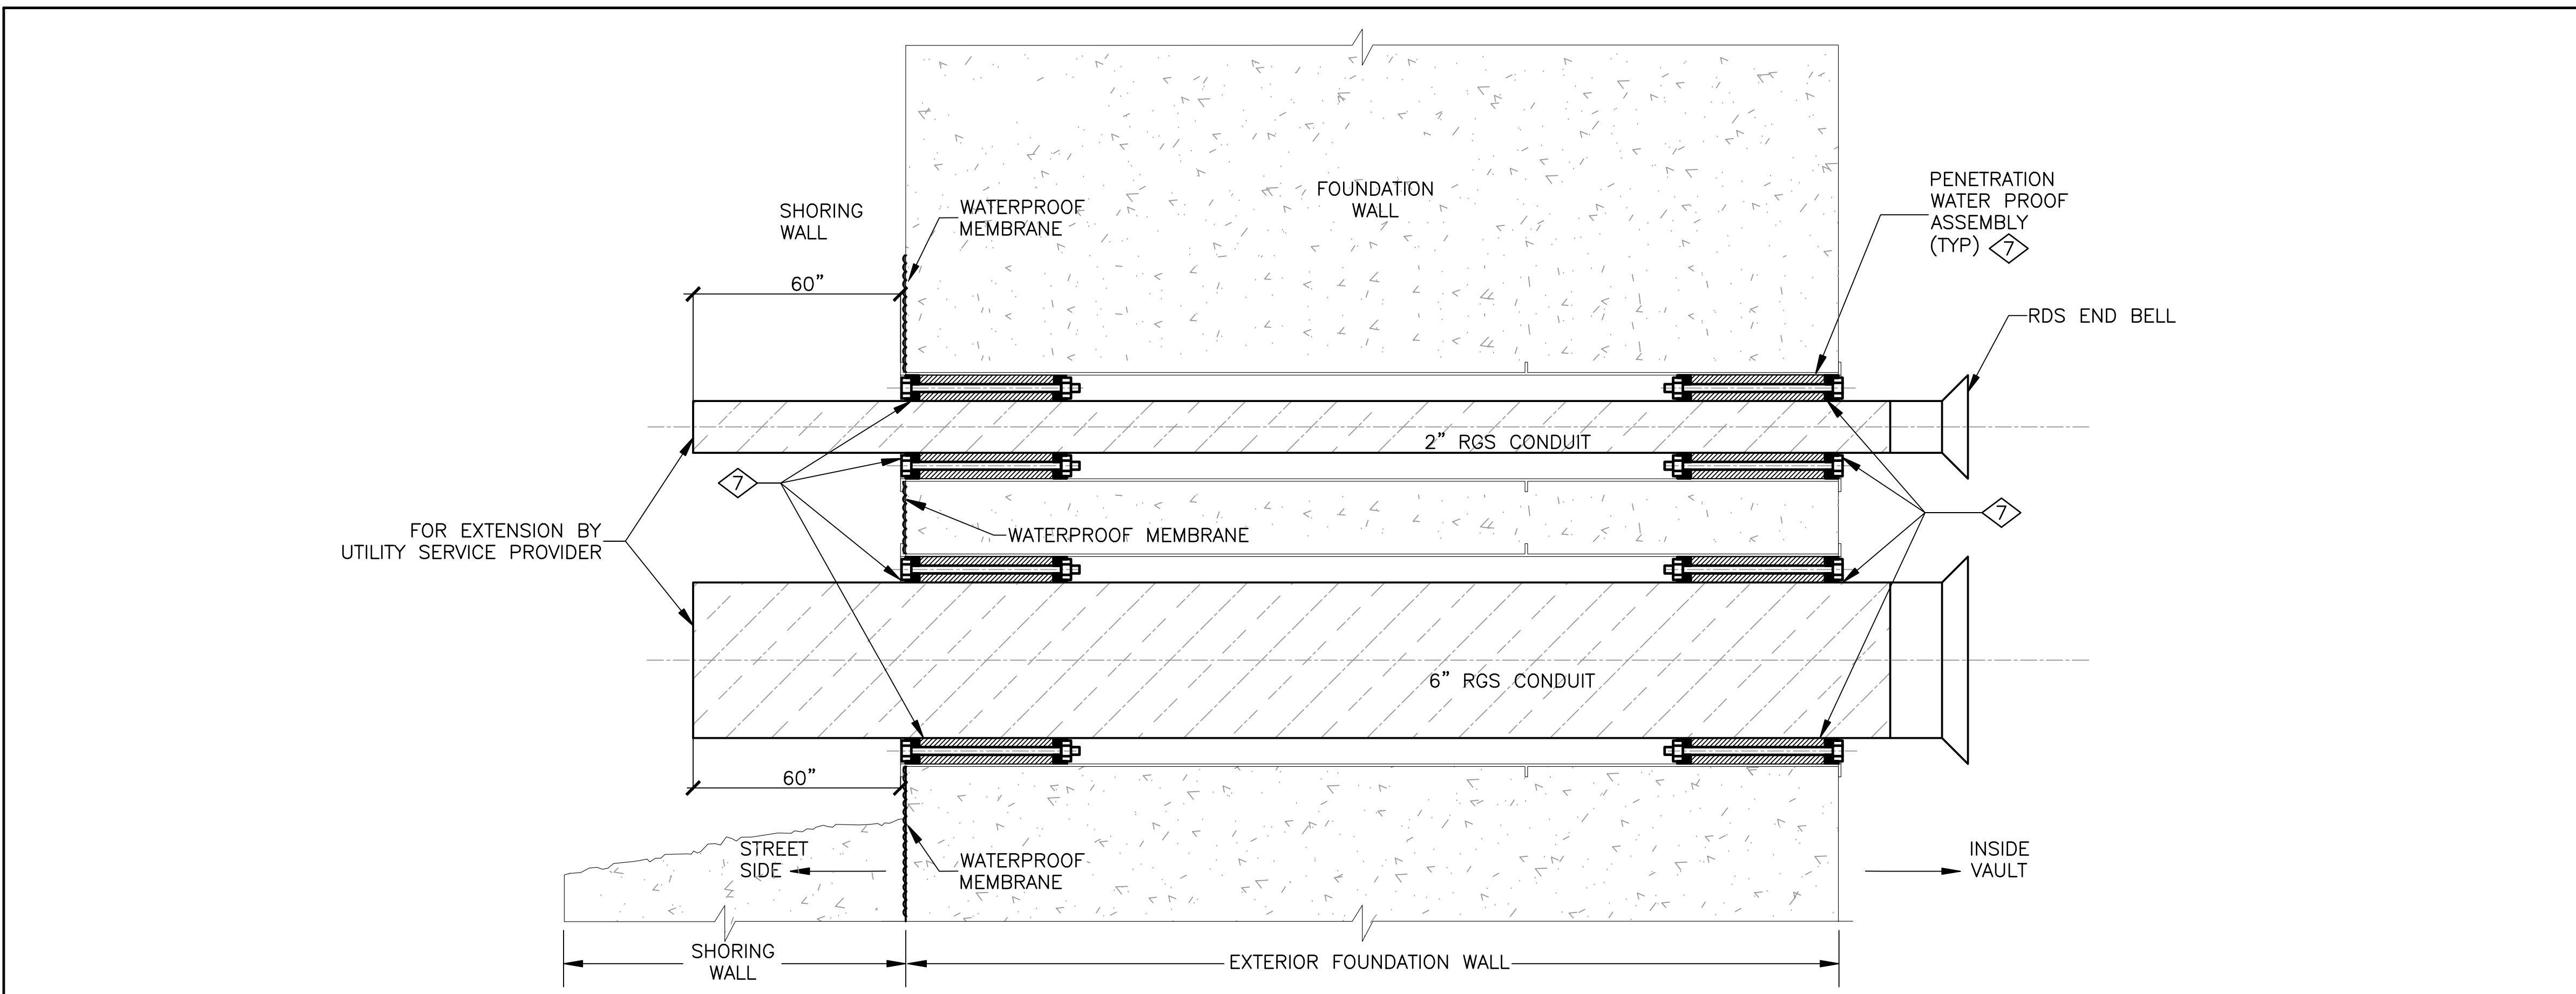 FOUNDATION
WALL
SHORING
WALL
WATERPROOF
MEMBRANE
PENETRATION
WATER PROOF
ASSEMBLY
(TYP) 7
60”
RDS END BELL
2” RGS CONDUIT
7
7
FOR EXTENSION BY
UTILITY SERVICE PROVIDER
WATERPROOF MEMBRANE
6” RGS CONDUIT
60”
STREET
SIDE
WATERPROOF
MEMBRANE
INSIDE
VAULT
SHORING
WALL
EXTERIOR FOUNDATION WALL